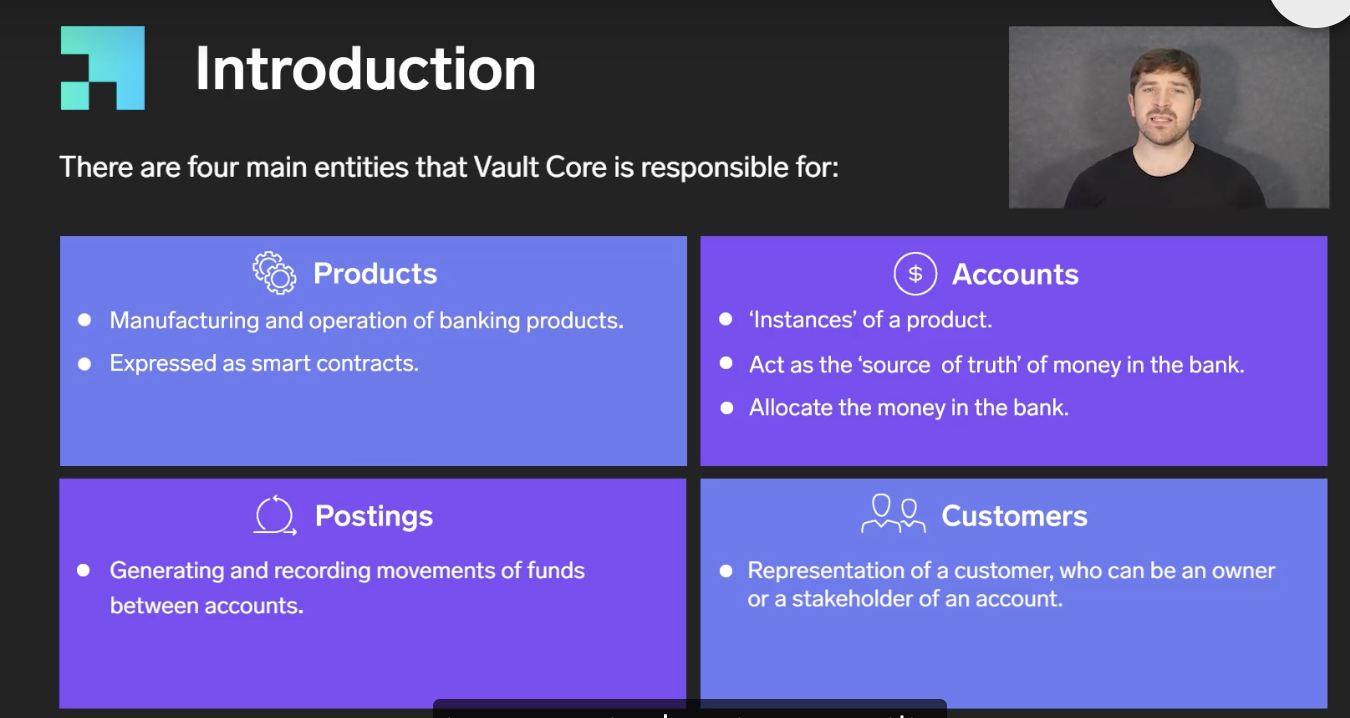 Introduction
There are four main entities that Vault Core is responsible for:
Products
Manufacturing and operation of banking products.
Expressed as smart contracts.
$ Accounts
‘Instances’ of a product.
Act as the ‘source of truth’ of money in the bank.
Allocate the money in the bank.
Postings
Generating and recording movements of funds
between accounts.
Customers
Representation of a customer, who can be an owner
or a stakeholder of an account.